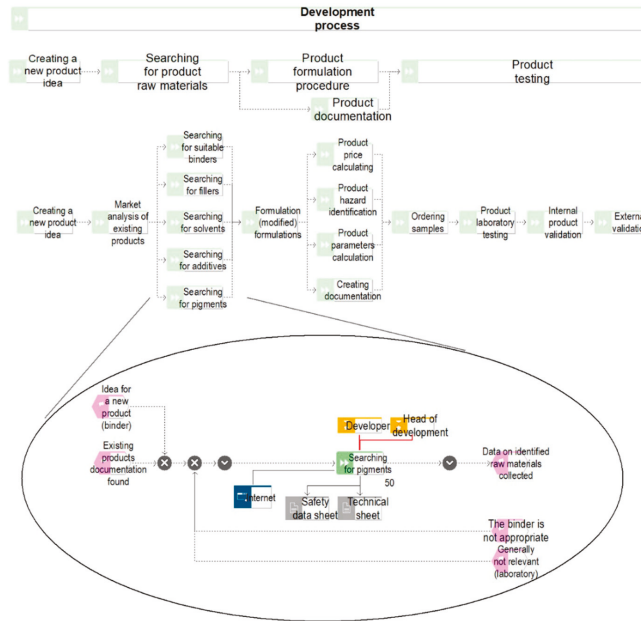 Development
process
Creating a
new product
idea
Searching
for product
raw materials
Product
formulation
procedure
Product
testing
Product
documentation
Searching
for suitable
binders
Searching
for fillers
Creating a
new product
idea
Market
analysis of
existing
products
Searching
for solvents
Searching
for additives
Searching
for pigments
Formulation
(modified)
formulations
Product
price
calculating
Product
hazard
identification
Product
parameters
calculation
Creating
documentation
Ordering
samples
Product
laboratory
testing
Internal
product
validation
External
validatio
Idea for
a new
product
(binder)
Existing
products
documentation
found
Developer
Head of
development
Searching
for pigments
50
Internet
Safety
data sheet
Technical
sheet
Data on identified
raw materials
collected
The binder is
not appropriate
Generally
not relevant
(laboratory)